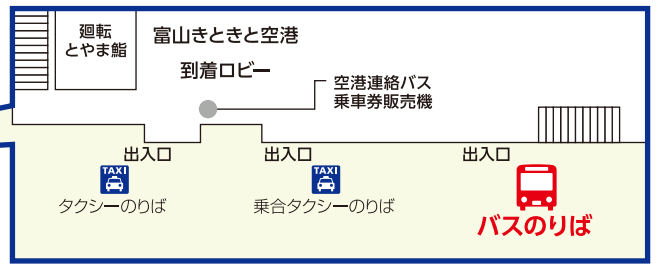 廻転
とやま鮨
富山きときと空港
到着ロビー
空港連絡バス
乗車券販売機
出入口
出入口
出入口
TAXI
TAXI
タクシーのりば
乗合タクシーのりば
バスのりば